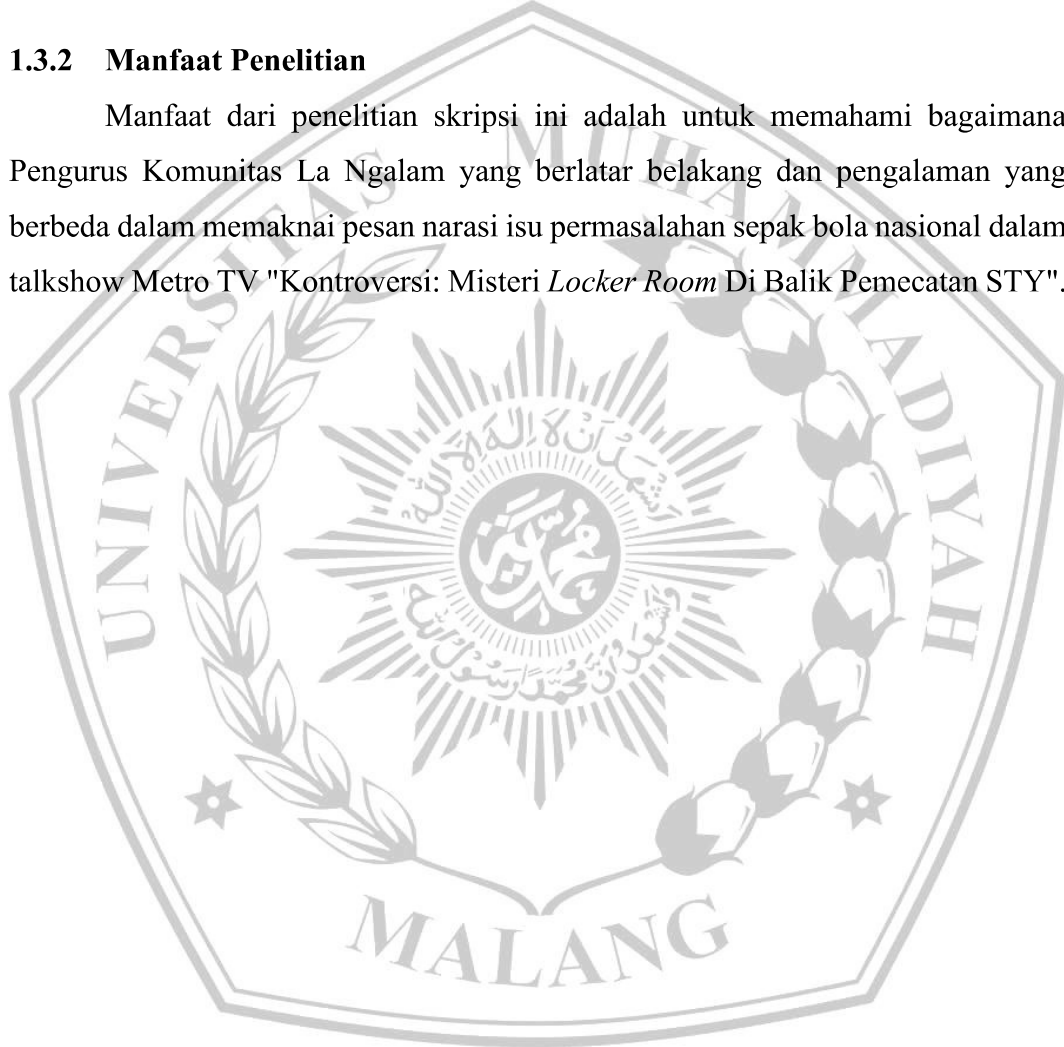 1.3.2 Manfaat Penelitian
Manfaat dari penelitian skripsi ini adalah untuk memahami bagaimana
Pengurus Komunitas La Ngalam yang berlatar belakang dan pengalaman yang
berbeda dalam memaknai pesan narasi isu permasalahan sepak bola nasional dalam
talkshow Metro TV "Kontroversi: Misteri Locker Room Di Balik Pemecatan STY".
UNIVERSITAS MUHAMMADIYAH
MALANG